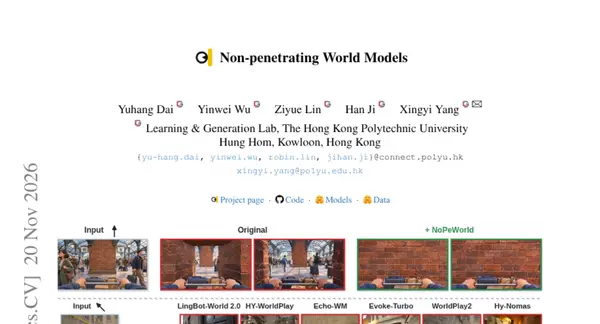 Non-penetrating World Models
Yuhang Dai Yinwei Wu Ziyue Lin Han Ji Xingyi Yang
Learning & Generation Lab, The Hong Kong Polytechnic University
Hung Hom, Kowloon, Hong Kong
{yu-hang.dai, yinwei.wu, robin.lin, jihan.ji}@connect.polyu.hk
xingyi.yang@polyu.edu.hk
Project page · Code · Models · Data
s.CV] 20 Nov 2026
Input Original + NoPeWorld
Input LingBot-World 2.0 HY-WorldPlay Echo-WM Evoke-Turbo WorldPlay2 Hy-Nomas